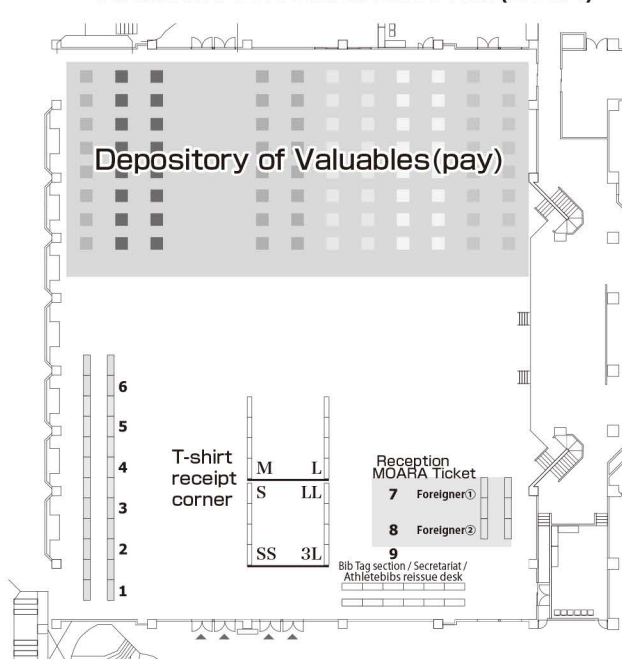 Depository of Valuables(pay)
6
5
4
3
2
1
T-shirt
receipt
corner
M L
S LL
SS 3L
Reception
MOARA Ticket
7 Foreigner①
8 Foreigner②
9
Bib Tag section / Secretariat /
Athletebibs reissue desk